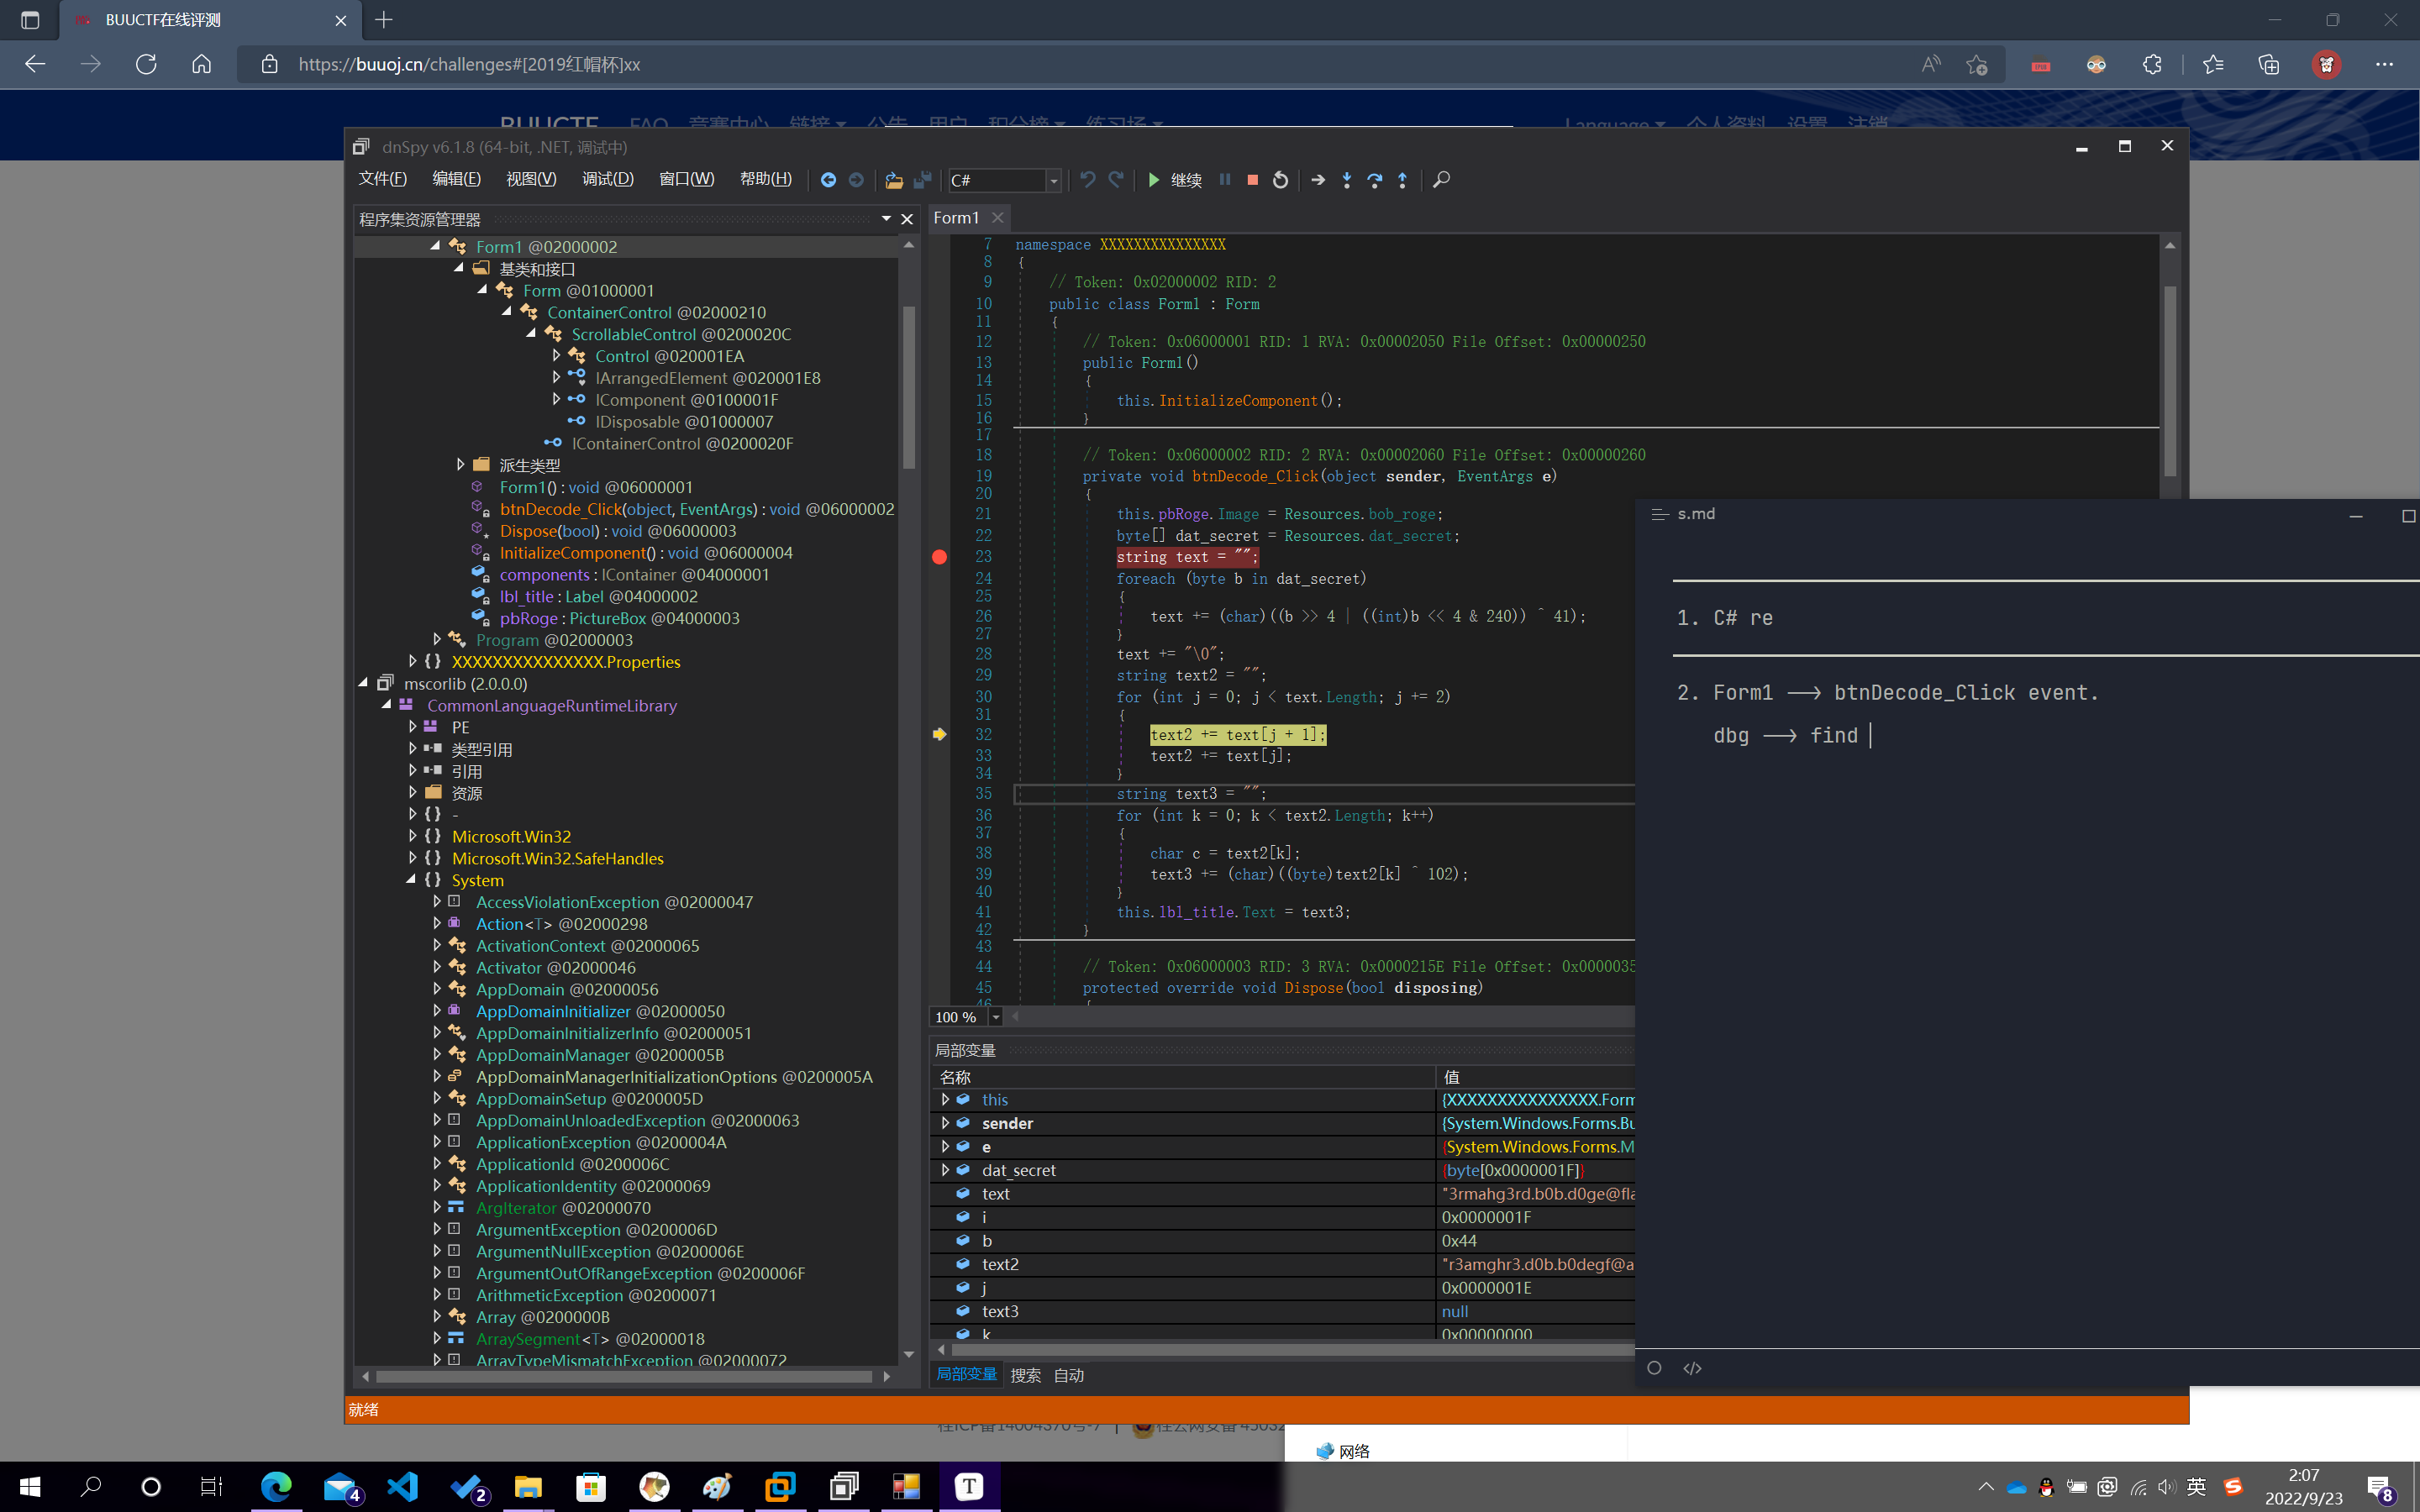 BUUCTF在线评测
https://buuoj.cn/challenges#[2019红帽杯]xx
dnSpy v6.1.8 (64-bit, .NET, 调试中)
文件(F) 编辑(E) 视图(V) 调试(D) 窗口(W) 帮助(H) C# 继续
程序集资源管理器
Form1 @02000002
基类和接口
Form @01000001
ContainerControl @02000210
ScrollableControl @0200020C
Control @020001EA
IArrangedElement @020001E8
IComponent @0100001F
IDisposable @01000007
IContainerControl @0200020F
派生类型
Form1() : void @06000001
btnDecode_Click(object, EventArgs) : void @06000002
Dispose(bool) : void @06000003
InitializeComponent() : void @06000004
components : IContainer @04000001
lbl_title : Label @04000002
pbRoge : PictureBox @04000003
Program @02000003
XXXXXXXXXXXXXXX.Properties
mscorlib (2.0.0.0)
CommonLanguageRuntimeLibrary
PE
类型引用
引用
资源
{ } -
{ } Microsoft.Win32
{ } Microsoft.Win32.SafeHandles
{ } System
AccessViolationException @02000047
Action<T> @02000298
ActivationContext @02000065
Activator @02000046
AppDomain @02000056
AppDomainInitializer @02000050
AppDomainInitializerInfo @02000051
AppDomainManager @0200005B
AppDomainManagerInitializationOptions @0200005A
AppDomainSetup @0200005D
AppDomainUnloadedException @02000063
ApplicationException @0200004A
ApplicationId @0200006C
ApplicationIdentity @02000069
ArgIterator @02000070
ArgumentException @0200006D
ArgumentNullException @0200006E
ArgumentOutOfRangeException @0200006F
ArithmeticException @02000071
Array @0200000B
ArraySegment<T> @02000018
ArrayTypeMismatchException @02000072
Form1
7 namespace XXXXXXXXXXXXXXX
8 {
9 // Token: 0x02000002 RID: 2
10 public class Form1 : Form
11 {
12 // Token: 0x06000001 RID: 1 RVA: 0x00002050 File Offset: 0x00000250
13 public Form1()
14 {
15 this.InitializeComponent();
16 }
17
18 // Token: 0x06000002 RID: 2 RVA: 0x00002060 File Offset: 0x00000260
19 private void btnDecode_Click(object sender, EventArgs e)
20 {
21 this.pbRoge.Image = Resources.bob_roge;
22 byte[] dat_secret = Resources.dat_secret;
23 string text = "";
24 foreach (byte b in dat_secret)
25 {
26 text += (char)((b >> 4 | ((int)b << 4 & 240)) ^ 41);
27 }
28 text += "\0";
29 string text2 = "";
30 for (int j = 0; j < text.Length; j += 2)
31 {
32 text2 += text[j + 1];
33 text2 += text[j];
34 }
35 string text3 = "";
36 for (int k = 0; k < text2.Length; k++)
37 {
38 char c = text2[k];
39 text3 += (char)((byte)text2[k] ^ 102);
40 }
41 this.lbl_title.Text = text3;
42 }
43
44 // Token: 0x06000003 RID: 3 RVA: 0x0000215E File Offset: 0x0000035
45 protected override void Dispose(bool disposing)
46 {
100 %
局部变量
名称 值
this {XXXXXXXXXXXXXXX.Form
sender {System.Windows.Forms.Bu
e {System.Windows.Forms.M
dat_secret {byte[0x0000001F]}
text "3rmahg3rd.b0b.d0ge@fla
i 0x0000001F
b 0x44
text2 "r3amghr3.d0b.b0degf@a
j 0x0000001E
text3 null
k 0x00000000
局部变量 搜索 自动
就绪
s.md
1. C# re
2. Form1 --> btnDecode_Click event.
dbg --> find
网络
4
2
英
2:07
2022/9/23
8